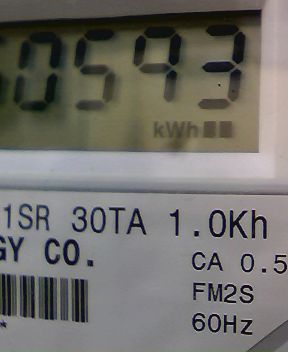 0593
kWh
1SR 30TA 1.0Kh
GY CO.
CA 0.5
FM2S
60Hz